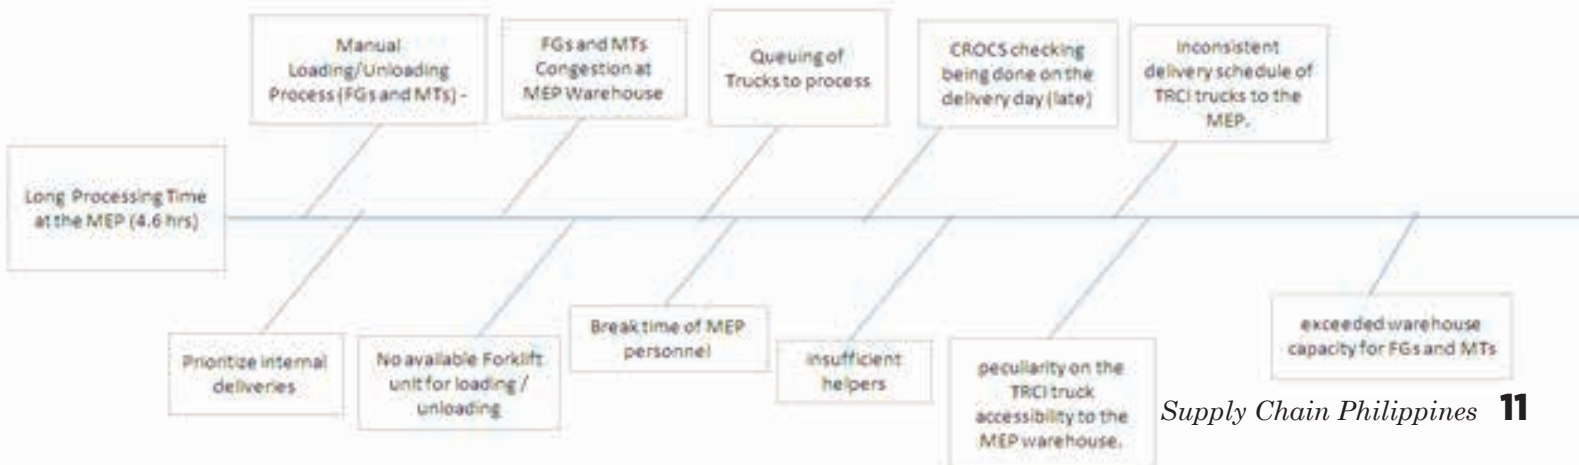 Manual
Loading/Unloading
Process (FGs and MTs) -
FGs and MTs
Congestion at
MEP Warehouse
Queuing of
Trucks to process
CROCS checking
being done on the
delivery day (late)
Inconsistent
delivery schedule of
TRCI trucks to the
MEP.
Long Processing Time
at the MEP (4.6 hrs)
Prioritize internal
deliveries
No available Forklift
unit for loading /
unloading
Break time of MEP
personnel
insufficient
helpers
peculiarity on the
TRCI truck
accessibility to the
MEP warehouse.
exceeded warehouse
capacity for FGs and MTs
Supply Chain Philippines 11